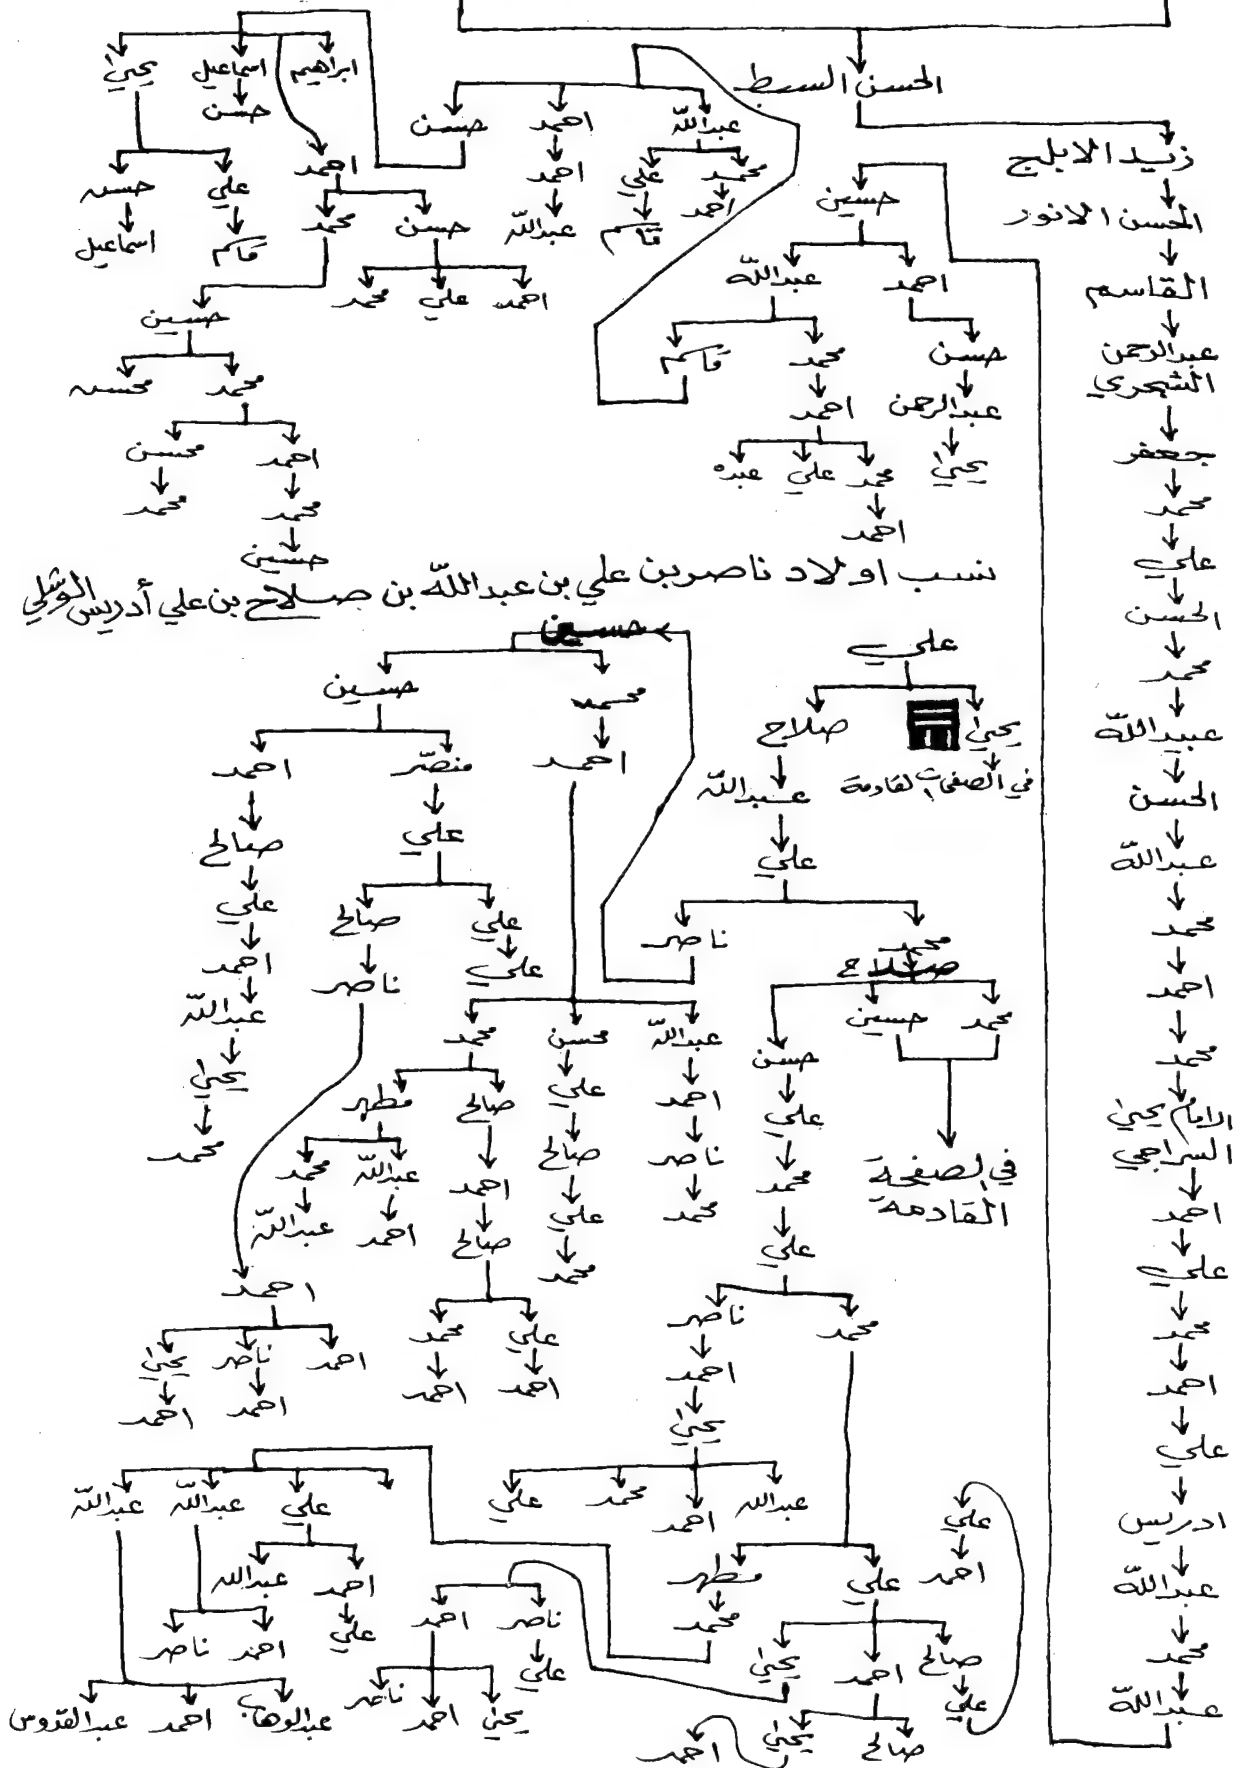 الحسن السبط
زيد الابلج
الحسن الانور
القاسم
عبدالرحمن
الشجري
جعفر
محمد
علي
الحسن
محمد
عبيدالله
الحسن
عبدالله
محمد
احمد
محمد
الامام يحيى
السراجي
احمد
علي
محمد
احمد
علي
ادريس
عبدالله
محمد
عبدالله
حسين
احمد
عبدالله
حسن
محمد
قاسم
عبدالرحمن
احمد
يحيى
محمد
علي
عبده
احمد
عبدالله
احمد
حسن
محمد
علي
احمد
احمد
قاسم
عبدالله
ابراهيم
اسماعيل
يحيى
حسن
احمد
علي
حسن
حسن
محمد
قاسم
اسماعيل
احمد
علي
محمد
حسين
محمد
محسن
احمد
محسن
محمد
محمد
حسين
نسب اولاد ناصر بن علي بن عبدالله بن صلاح بن علي أدريس الوشلي
علي
يحيى
صلاح
في الصفحات القادمة
عبدالله
علي
محمد
ناصر
صلاح
محمد
حسين
حسن
في الصفحة
القادمة
علي
محمد
علي
محمد
ناصر
احمد
يحيى
عبدالله
احمد
محمد
علي
علي
مطهر
محمد
صالح
احمد
يحيى
علي
علي
احمد
صالح
يحيى
احمد
حسين
محمد
حسين
احمد
منصر
احمد
علي
صالح
علي
صالح
علي
علي
ناصر
احمد
عبدالله
يحيى
محمد
عبدالله
محسن
محمد
احمد
علي
صالح
مطهر
ناصر
صالح
احمد
عبدالله
محمد
محمد
علي
صالح
احمد
عبدالله
محمد
علي
محمد
احمد
احمد
احمد
احمد
ناصر
يحيى
احمد
احمد
علي
عبدالله
عبدالله
احمد
عبدالله
علي
احمد
ناصر
عبدالوهاب
احمد
عبدالقدوس
ناصر
احمد
علي
يحيى
احمد
ناصر